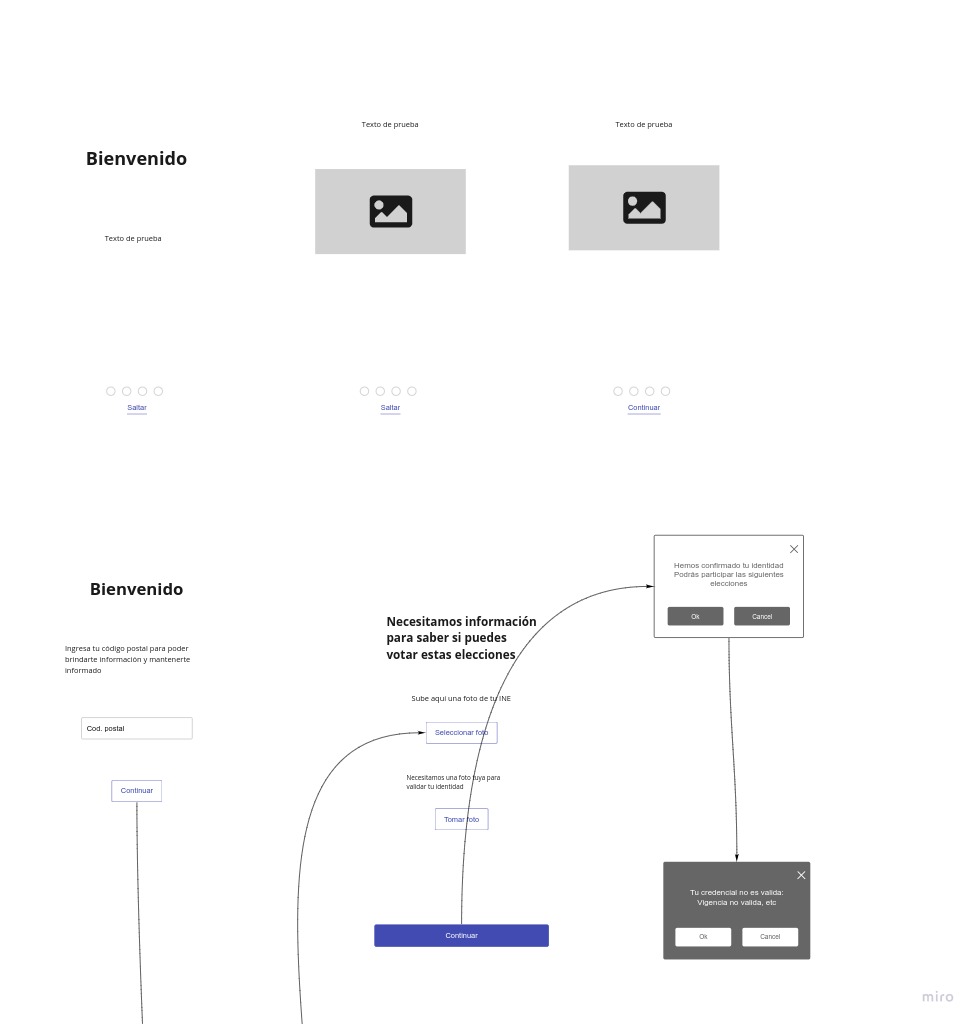 Texto de prueba
Texto de prueba
Bienvenido
Texto de prueba
Saltar
Saltar
Continuar
Bienvenido
Ingresa tu código postal para poder
brindarte información y mantenerte
informado
Cod. postal
Continuar
Necesitamos información
para saber si puedes
votar estas elecciones
Sube aqui una foto de tu INE
Seleccionar foto
Necesitamos una foto tuya para
validar tu identidad
Tomar foto
Continuar
Hemos confirmado tu identidad
Podrás participar las siguientes
elecciones
Ok
Cancel
Tu credencial no es valida:
Vigencia no valida, etc
Ok
Cancel
miro